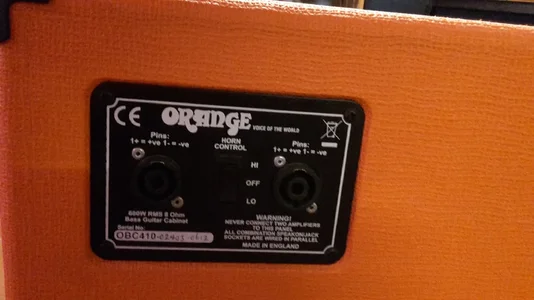 CE ORANGE VOICE OF THE WORLD
Pins:
1+ = +ve 1- = -ve
HORN
CONTROL
HI
OFF
LO
Pins:
1+ = +ve 1- = -ve
600W RMS 8 Ohm
Bass Guitar Cabinet
Serial No:
OBC410-
WARNING!
NEVER CONNECT TWO AMPLIFIERS
TO THIS PANEL
ALL COMBINATION SPEAKON/JACK
SOCKETS ARE WIRED IN PARALLEL
MADE IN ENGLAND